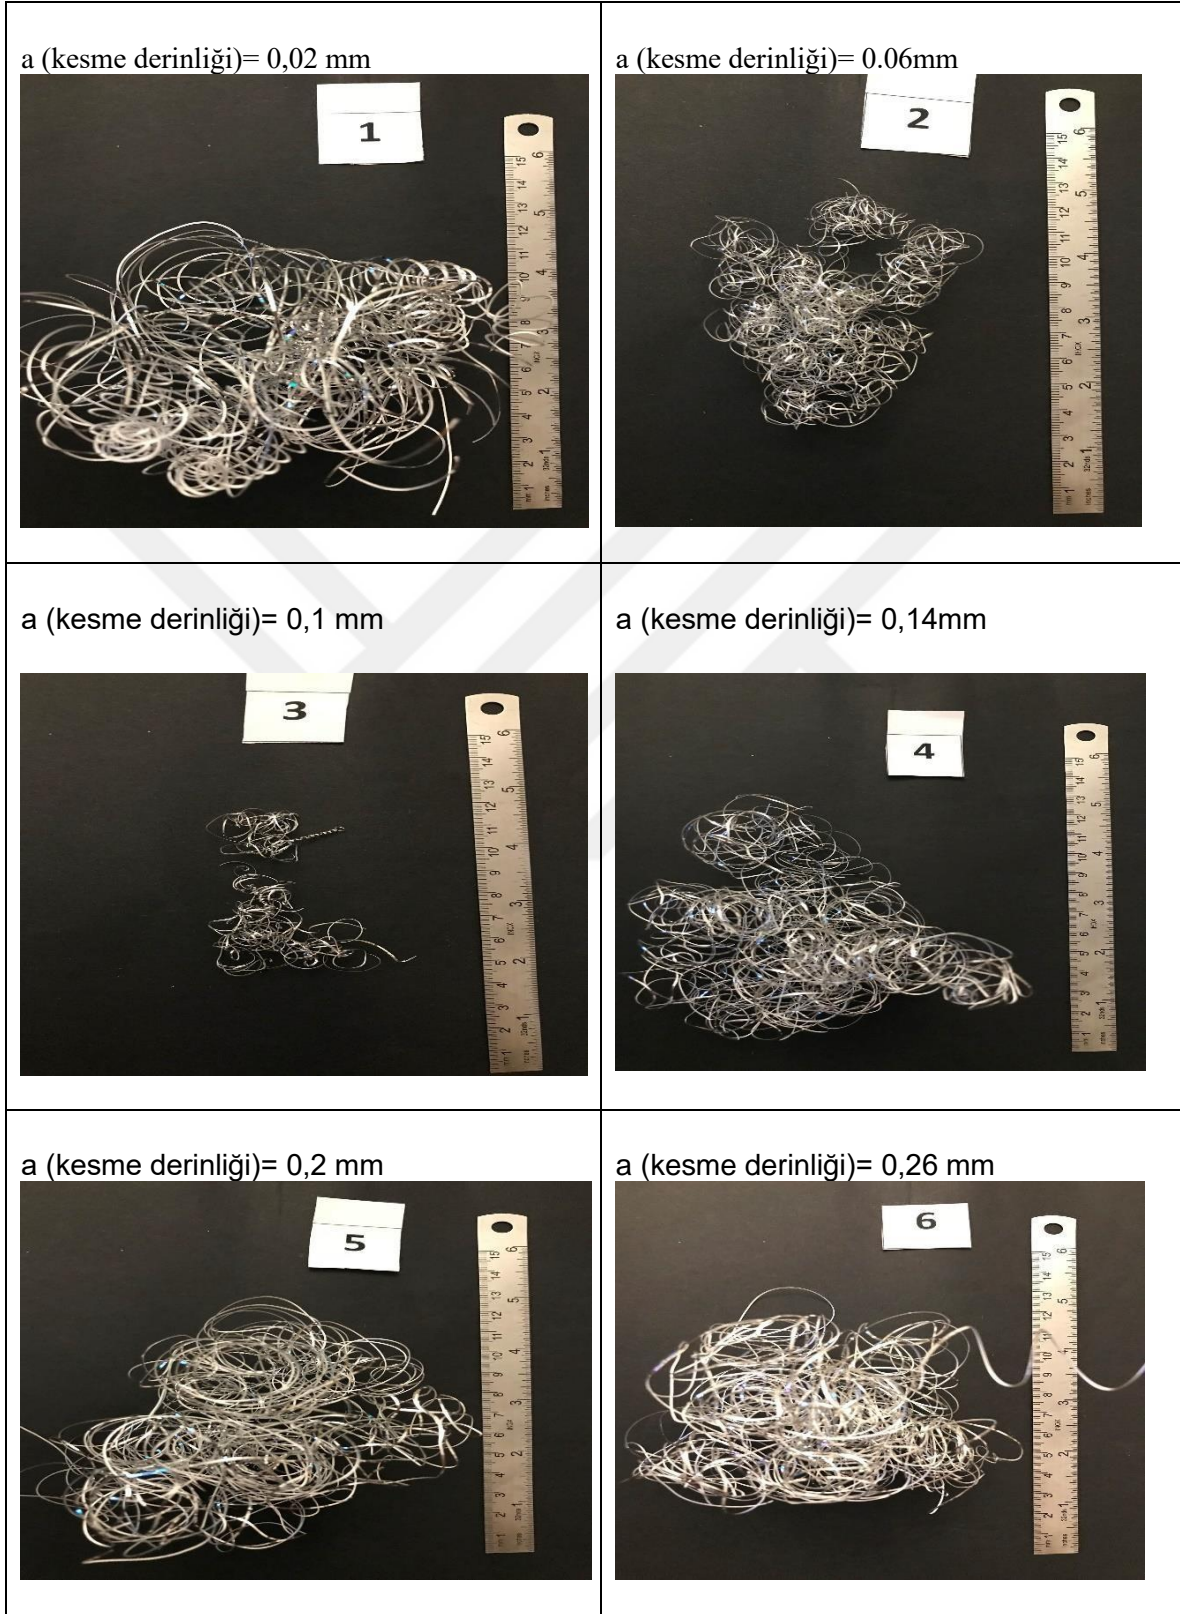 a (kesme derinliği)= 0,02 mm
a (kesme derinliği)= 0.06mm
1
2
a (kesme derinliği)= 0,1 mm
a (kesme derinliği)= 0,14mm
3
4
a (kesme derinliği)= 0,2 mm
a (kesme derinliği)= 0,26 mm
5
6